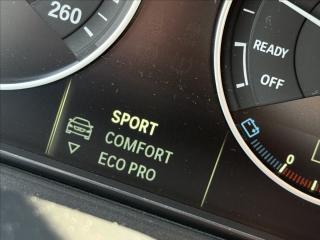 260
SPORT
COMFORT
ECO PRO
READY
OFF
0